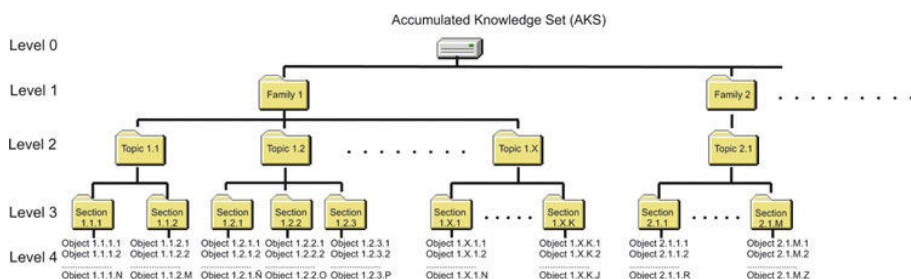 Accumulated Knowledge Set (AKS)
Level 0
Level 1
Family 1
Family 2
Level 2
Topic 1.1
Topic 1.2
Topic 1.X
Topic 2.1
Level 3
Section
1.1.1
Section
1.1.2
Section
1.2.1
Section
1.2.2
Section
1.2.3
Section
1.X.1
Section
1.X.K
Section
2.1.1
Section
2.1.M
Level 4
Object 1.1.1.1
Object 1.1.1.2
Object 1.1.1.N
Object 1.1.2.1
Object 1.1.2.2
Object 1.1.2.M
Object 1.2.1.1
Object 1.2.1.2
Object 1.2.1.Ñ
Object 1.2.2.1
Object 1.2.2.2
Object 1.2.2.O
Object 1.2.3.1
Object 1.2.3.2
Object 1.2.3.P
Object 1.X.1.1
Object 1.X.1.2
Object 1.X.1.N
Object 1.X.K.1
Object 1.X.K.2
Object 1.X.K.J
Object 2.1.1.1
Object 2.1.1.2
Object 2.1.1.R
Object 2.1.M.1
Object 2.1.M.2
Object 2.1.M.Z